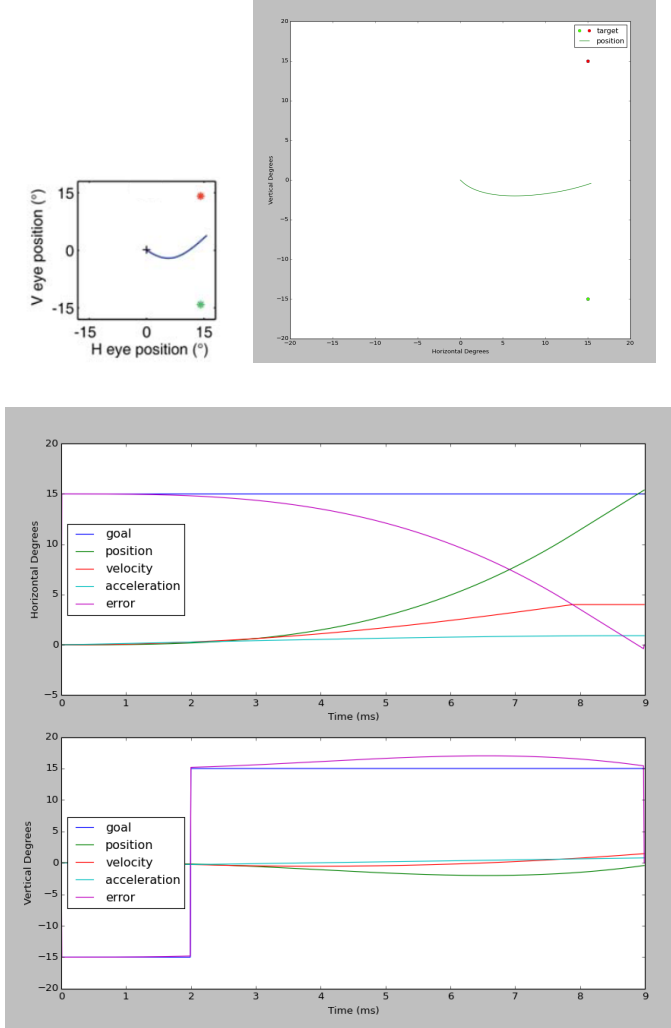 15
0
-15
V eye position (°)
-15 0 15
H eye position (°)
target
position
20
15
10
5
0
−5
−10
−15
−20
Vertical Degrees
−20 −15 −10 −5 0 5 10 15 20
Horizontal Degrees
20
15
10
5
0
−5
Horizontal Degrees
goal
position
velocity
acceleration
error
0 1 2 3 4 5 6 7 8 9
Time (ms)
20
15
10
5
0
−5
−10
−15
−20
Vertical Degrees
goal
position
velocity
acceleration
error
0 1 2 3 4 5 6 7 8 9
Time (ms)